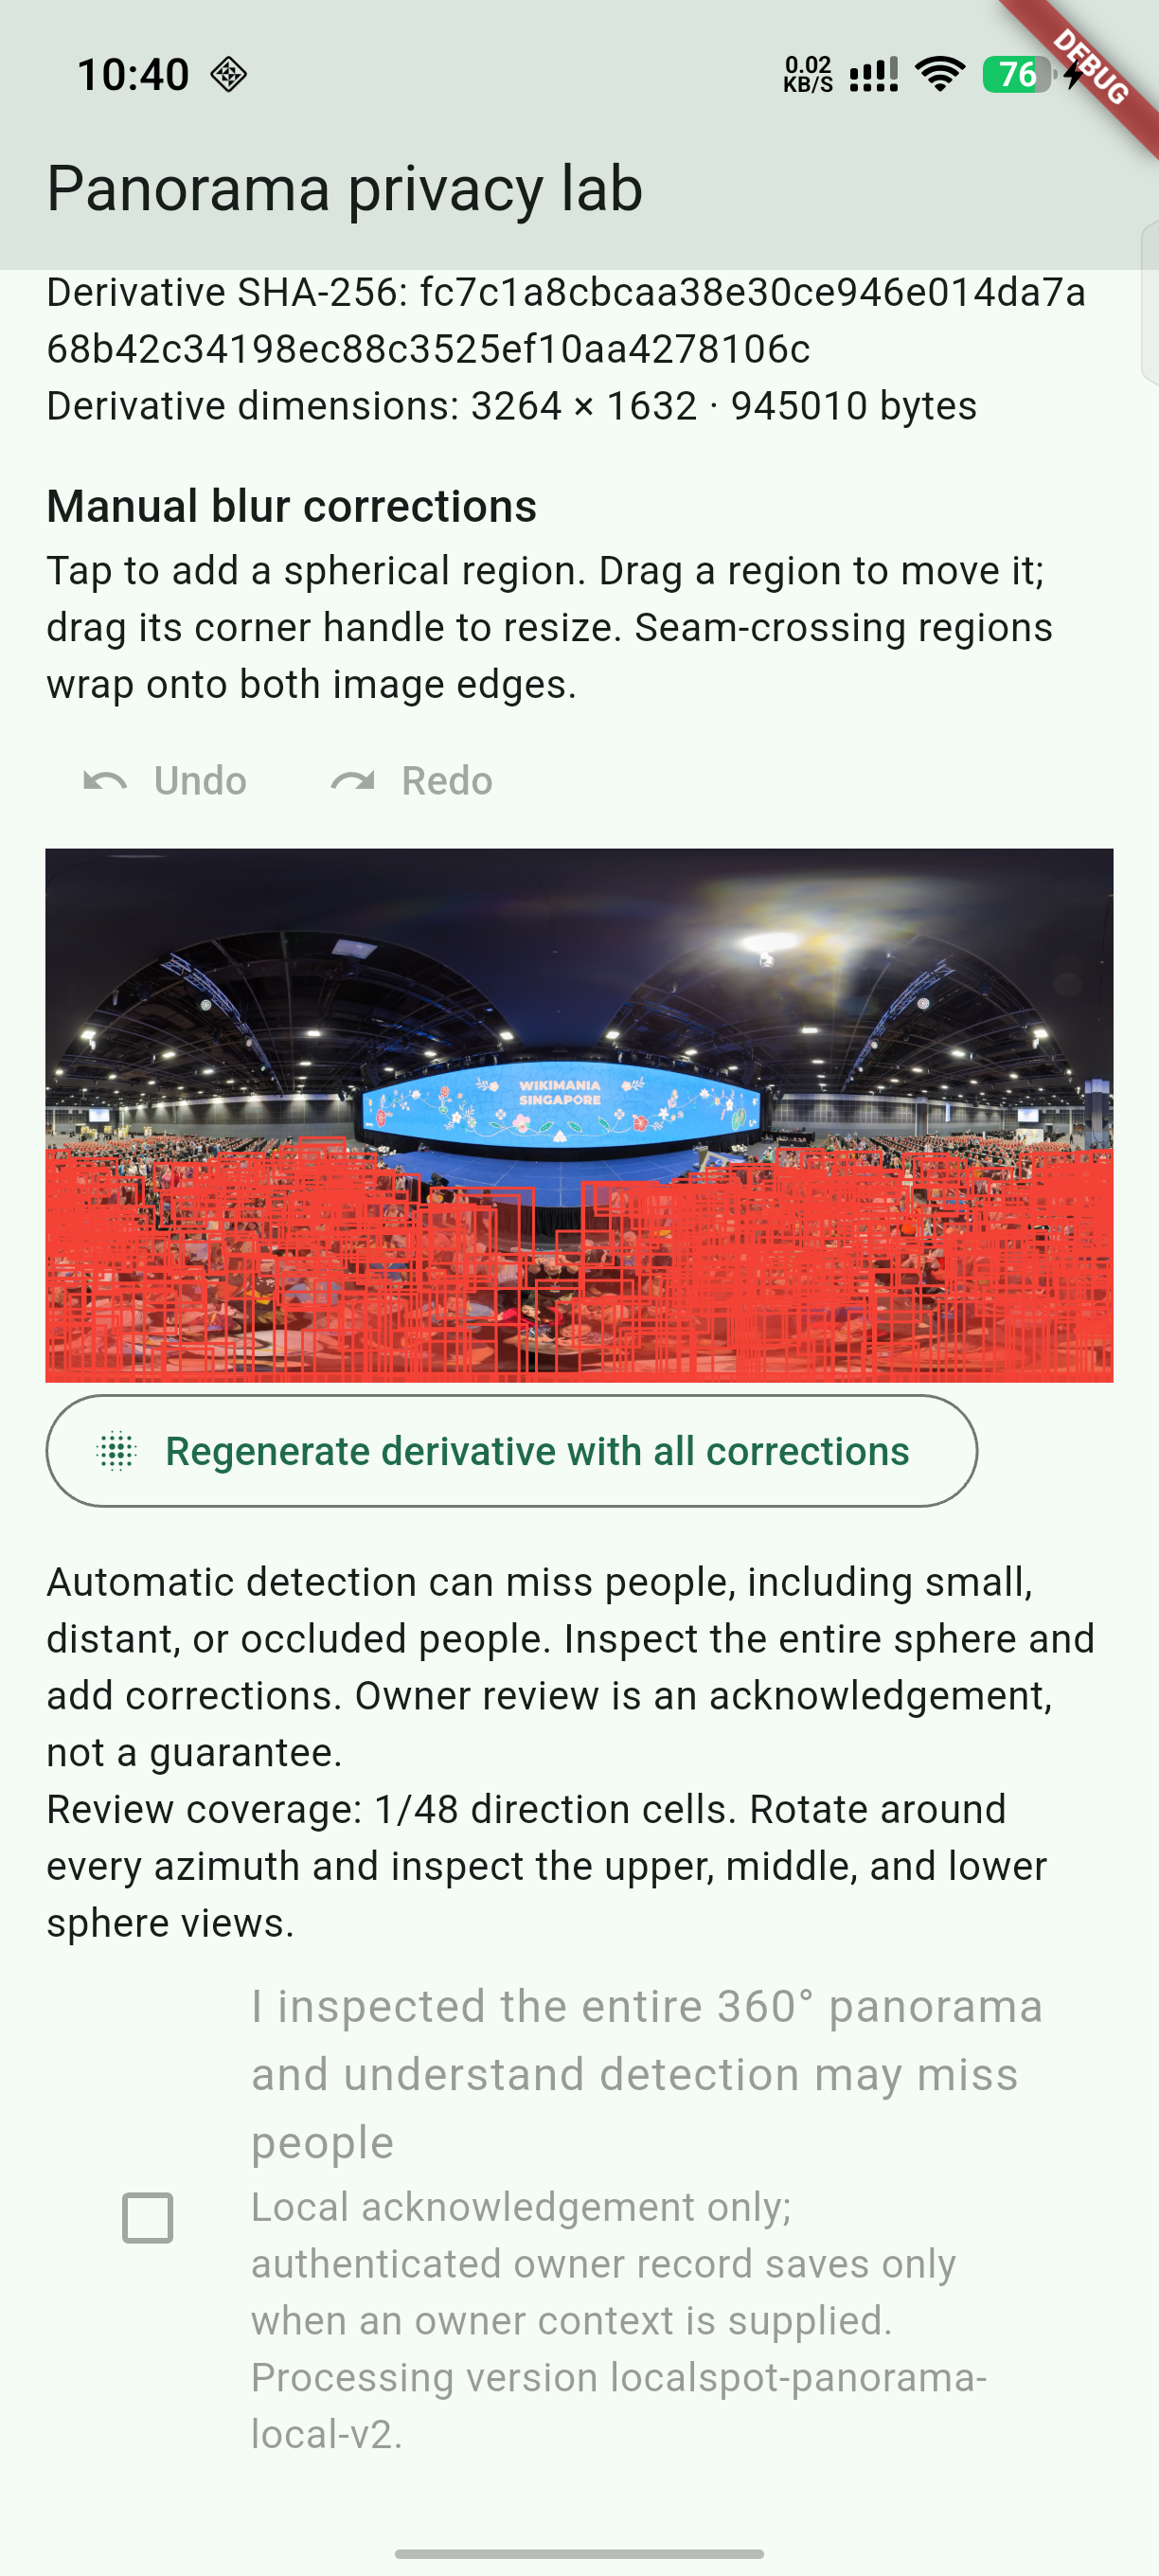 10:40
0.02
KB/S
76
DEBUG
Panorama privacy lab
Derivative SHA-256: fc7c1a8cbcaa38e30ce946e014da7a
68b42c34198ec88c3525ef10aa4278106c
Derivative dimensions: 3264 × 1632 · 945010 bytes
Manual blur corrections
Tap to add a spherical region. Drag a region to move it;
drag its corner handle to resize. Seam-crossing regions
wrap onto both image edges.
Undo
Redo
WIKIMANIA
SINGAPORE
Regenerate derivative with all corrections
Automatic detection can miss people, including small,
distant, or occluded people. Inspect the entire sphere and
add corrections. Owner review is an acknowledgement,
not a guarantee.
Review coverage: 1/48 direction cells. Rotate around
every azimuth and inspect the upper, middle, and lower
sphere views.
I inspected the entire 360° panorama
and understand detection may miss
people
Local acknowledgement only;
authenticated owner record saves only
when an owner context is supplied.
Processing version localspot-panorama-
local-v2.